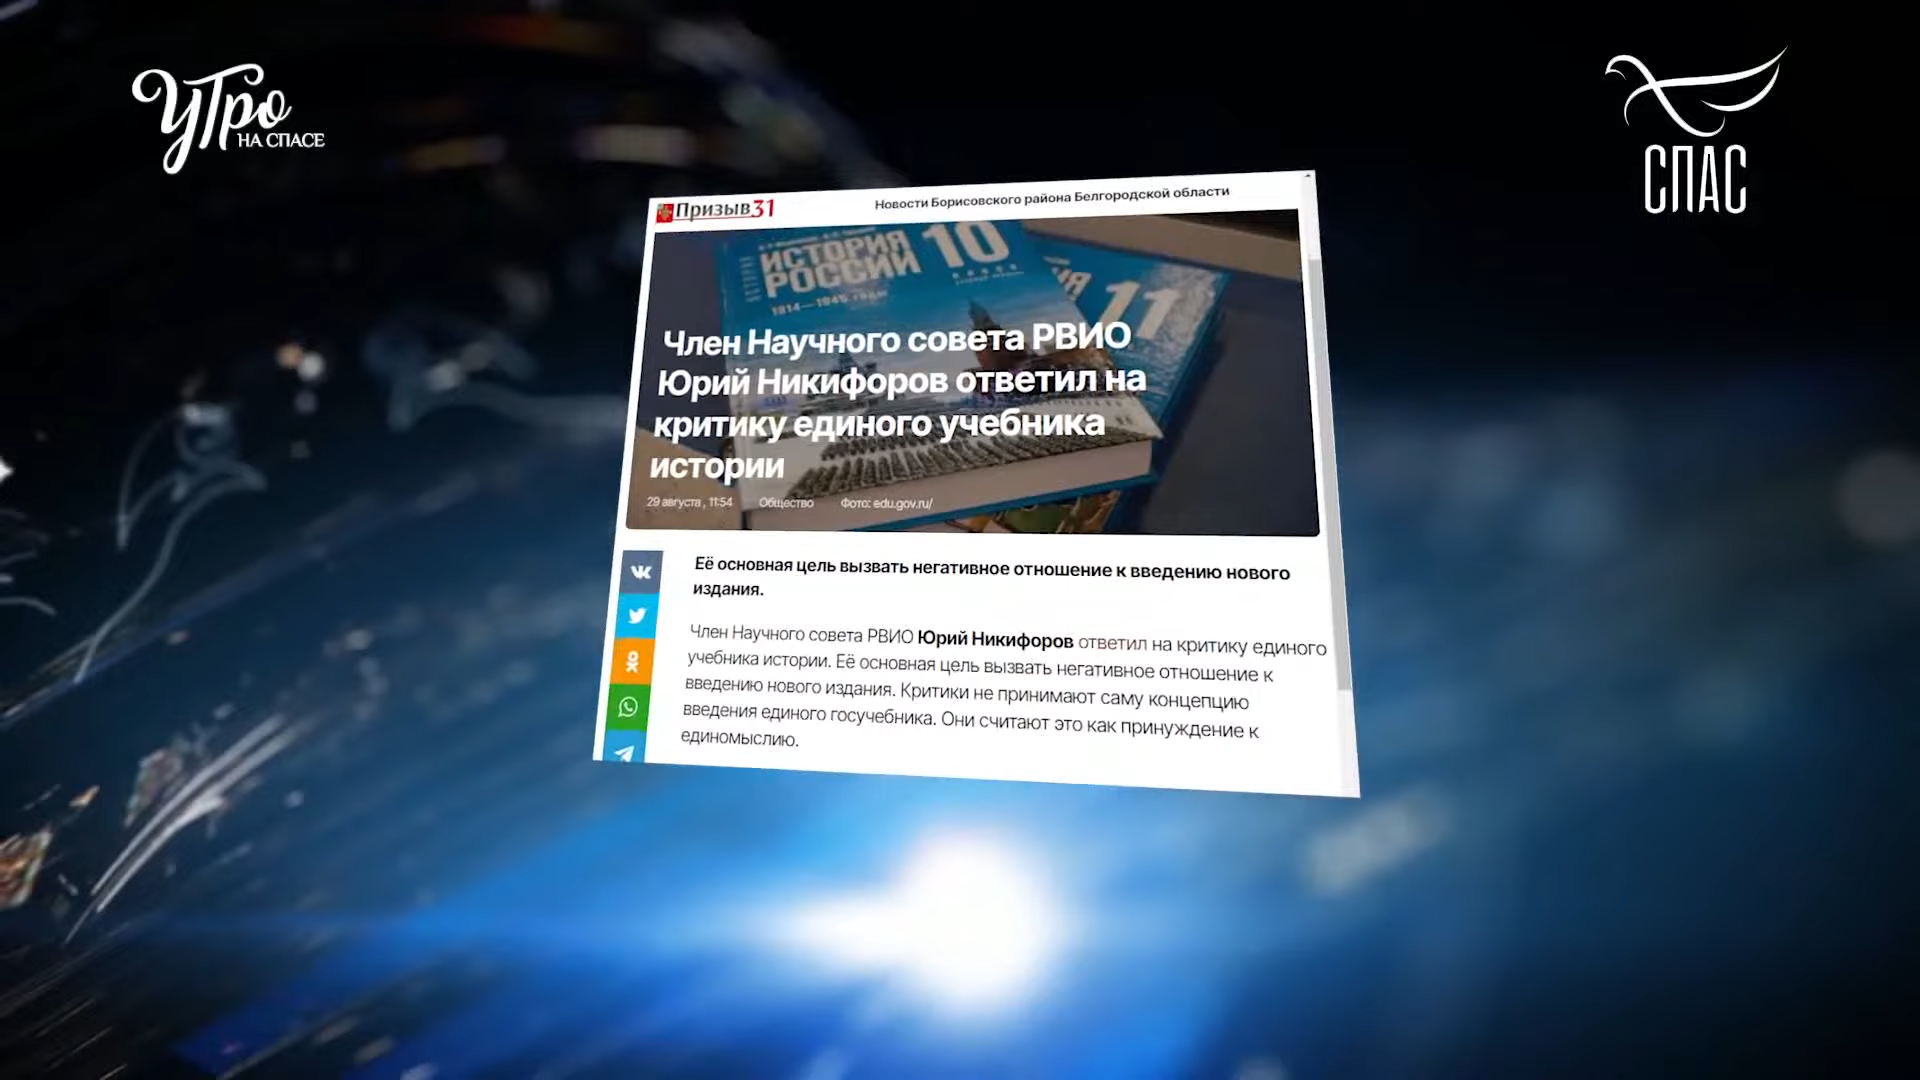 Утро
НА СПАСЕ
СПАС
Призыв31
Новости Борисовского района Белгородской области
ИСТОРИЯ
РОССИИ
10
1914—1945 годы
11
Член Научного совета РВИО
Юрий Никифоров ответил на
критику единого учебника
истории
29 августа , 11:54 Общество Фото: edu.gov.ru/
Её основная цель вызвать негативное отношение к введению нового
издания.
Член Научного совета РВИО Юрий Никифоров ответил на критику единого
учебника истории. Её основная цель вызвать негативное отношение к
введению нового издания. Критики не принимают саму концепцию
введения единого госучебника. Они считают это как принуждение к
единомыслию.